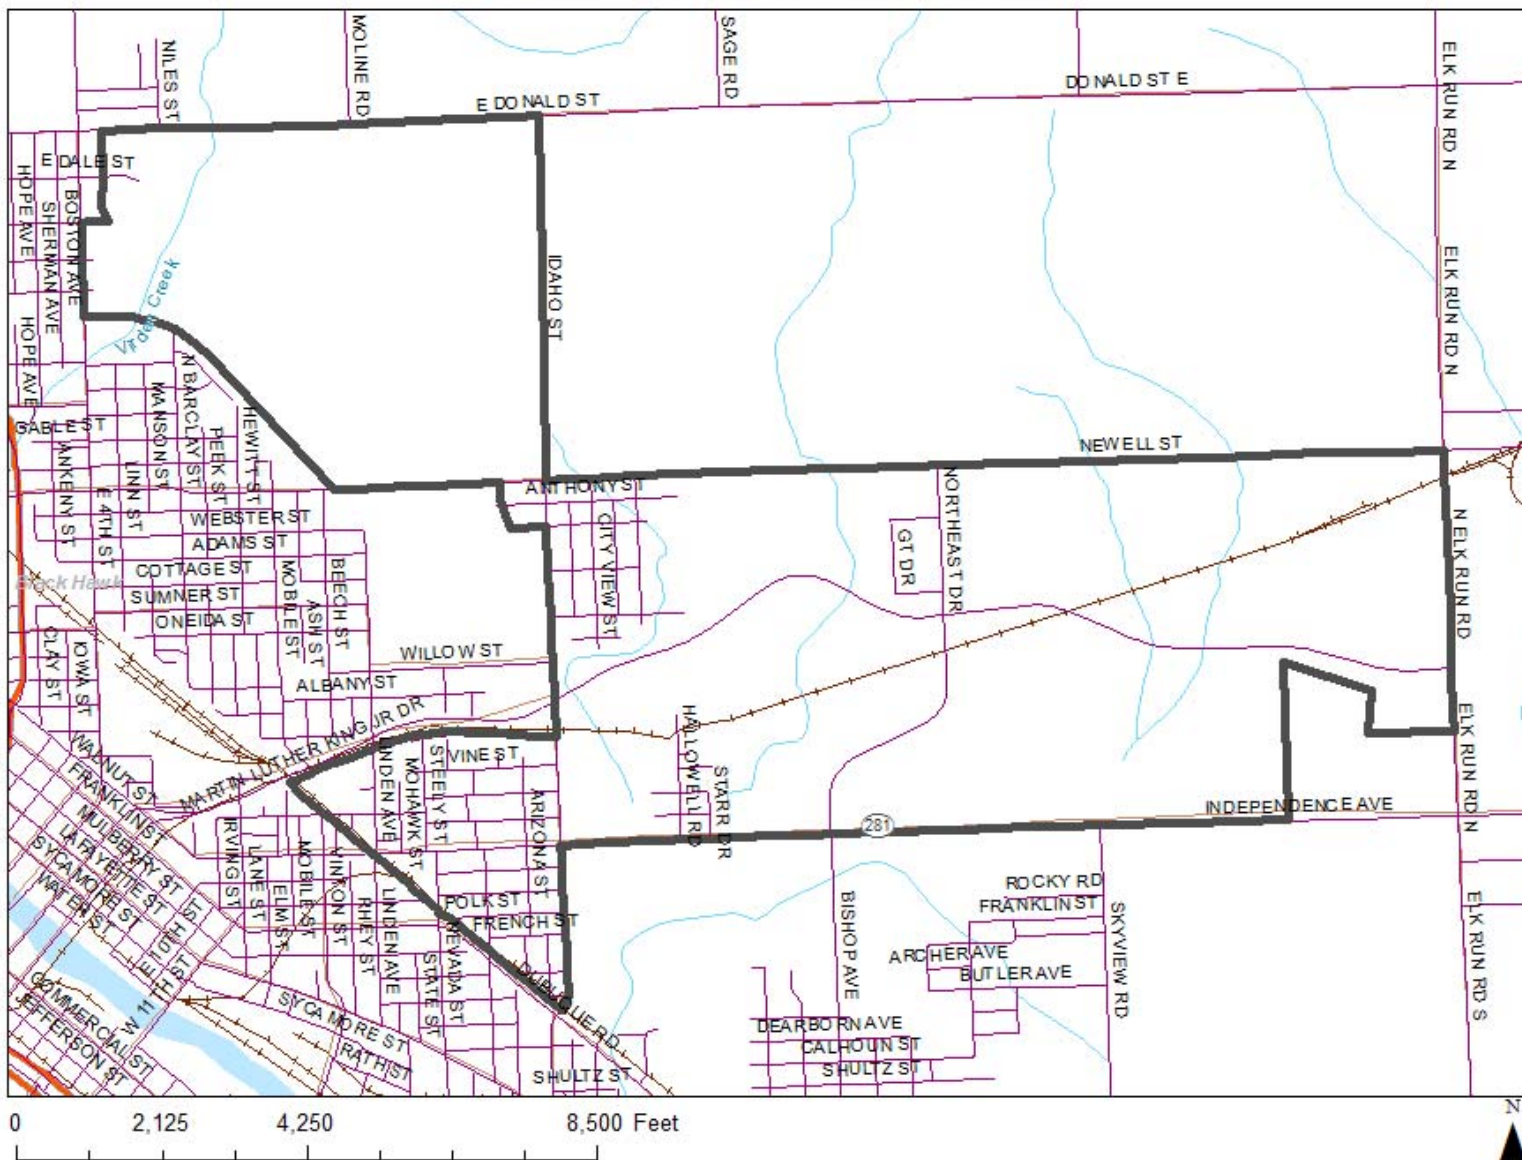 NILES ST
MOLINE RD
SAGE RD
ELK RUN RD N
E DONALD ST
DONALD ST E
E DALE ST
HOPE AVE
SHERMAN AVE
BOSTON AVE
IDAHO ST
ELK RUN RD N
Virden Creek
HOPE AVE
GABLE ST
ANKENY ST
E 4TH ST
LINN ST
MANSON ST
N BARCLAY ST
PEEK ST
HEWITT ST
NEWELL ST
ANTHONY ST
CITY VIEW ST
NORTHEAST DR
GT DR
N ELK RUN RD
WEBSTER ST
ADAMS ST
COTTAGE ST
SUMNER ST
ONEIDA ST
Black Hawk
MOBILE ST
ASH ST
BEECH ST
WILLOW ST
ALBANY ST
CLAY ST
IOWA ST
MARTIN LUTHER KING JR DR
WALNUT ST
FRANKLIN ST
MULBERRY ST
LAFAYETTE ST
SYCAMORE ST
WATER ST
LINDEN AVE
MOHAWK ST
STEELY ST
VINE ST
ARIZONA ST
HALLOWELL RD
STARR DR
281
INDEPENDENCE AVE
ELK RUN RD N
IRVING ST
LANE ST
ELM ST
MOBILE ST
VINTON ST
RHEY ST
LINDEN AVE
POLK ST
FRENCH ST
NEVADA ST
STATE ST
DUBUQUE RD
BISHOP AVE
ROCKY RD
FRANKLIN ST
SKYVIEW RD
ARCHER AVE
BUTLER AVE
ELK RUN RD S
E 10TH ST
W 11TH ST
COMMERCIAL ST
JEFFERSON ST
SYCAMORE ST
RATH ST
SHULTZ ST
DEARBORN AVE
CALHOUN ST
SHULTZ ST
0 2,125 4,250 8,500 Feet
N